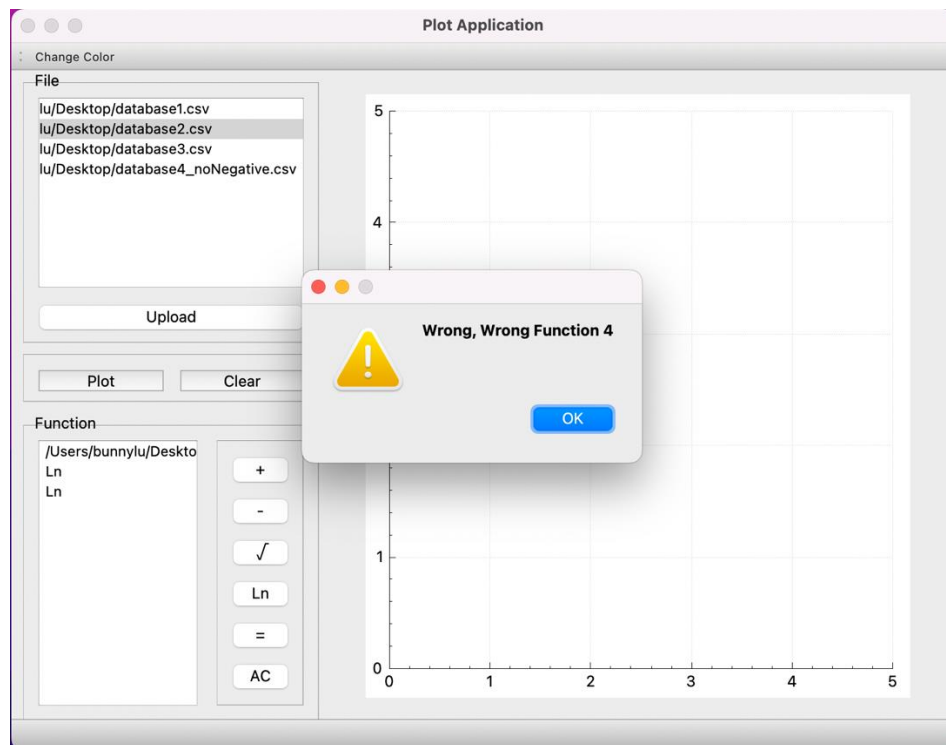 Plot Application
Change Color
File
lu/Desktop/database1.csv
lu/Desktop/database2.csv
lu/Desktop/database3.csv
lu/Desktop/database4_noNegative.csv
Upload
Plot Clear
Function
/Users/bunnylu/Deskto
Ln
Ln
+
-
√
Ln
=
AC
5
4
1
0
0 1 2 3 4 5
Wrong, Wrong Function 4
OK